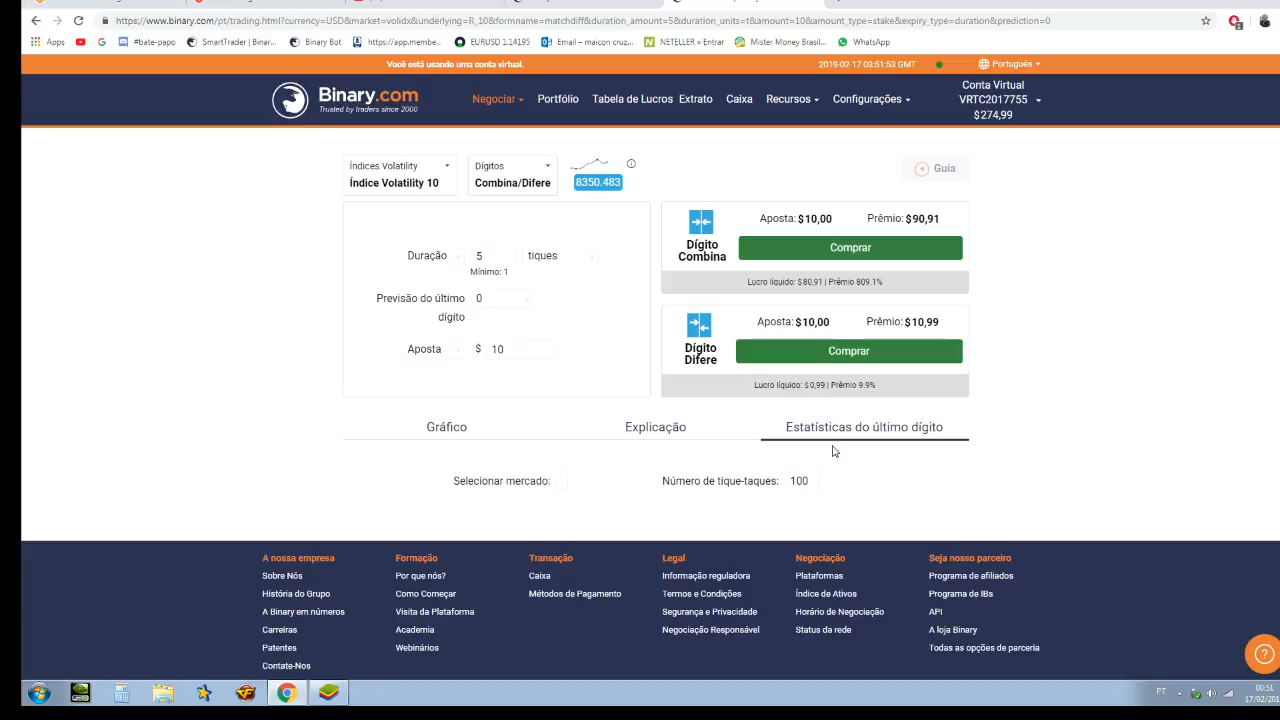 https://www.binary.com/pt/trading.html?currency=USD&market=volidx&underlying=R_10&formname=matchdiff&duration_amount=5&duration_units=t&amount=10&amount_type=stake&expiry_type=duration&prediction=0
Apps
#bate-papo
SmartTrader | Binar...
Binary Bot
https://app.membe...
EURUSD 1.14195
Email – maicon cruz...
NETELLER » Entrar
Mister Money Brasil...
WhatsApp
Você está usando uma conta virtual.
2019-02-17 03:51:53 GMT
Português
Binary.com
Trusted by traders since 2000
Negociar
Portfólio
Tabela de Lucros
Extrato
Caixa
Recursos
Configurações
Conta Virtual
VRTC2017755
$274,99
Índices Volatility
Índice Volatility 10
Dígitos
Combina/Difere
8350.483
Guia
Duração
5
tiques
Mínimo: 1
Previsão do último
dígito
0
Aposta
$ 10
Dígito
Combina
Aposta: $10,00
Prêmio: $90,91
Comprar
Lucro líquido: $80,91 | Prêmio 809.1%
Dígito
Difere
Aposta: $10,00
Prêmio: $10,99
Comprar
Lucro líquido: $0,99 | Prêmio 9.9%
Gráfico
Explicação
Estatísticas do último dígito
Selecionar mercado:
Número de tique-taques: 100
A nossa empresa
Sobre Nós
História do Grupo
A Binary em números
Carreiras
Patentes
Contate-Nos
Formação
Por que nós?
Como Começar
Visita da Plataforma
Academia
Webinários
Transação
Caixa
Métodos de Pagamento
Legal
Informação reguladora
Termos e Condições
Segurança e Privacidade
Negociação Responsável
Negociação
Plataformas
Índice de Ativos
Horário de Negociação
Status da rede
Seja nosso parceiro
Programa de afiliados
Programa de IBs
API
A loja Binary
Todas as opções de parceria
PT
00:51
17/02/201